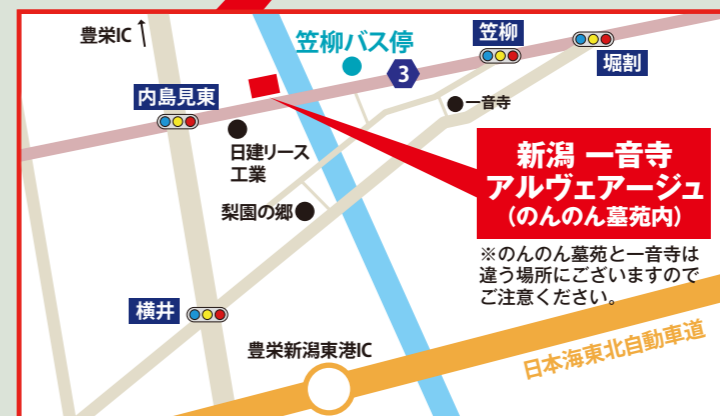 豊栄IC
笠柳バス停
笠柳
堀割
3
内島見東
一音寺
日建リース
工業
新潟 一音寺
アルヴェアージュ
(のんのん墓苑内)
梨園の郷
※のんのん墓苑と一音寺は
違う場所にございますので
ご注意ください。
横井
豊栄新潟東港IC
日本海東北自動車道